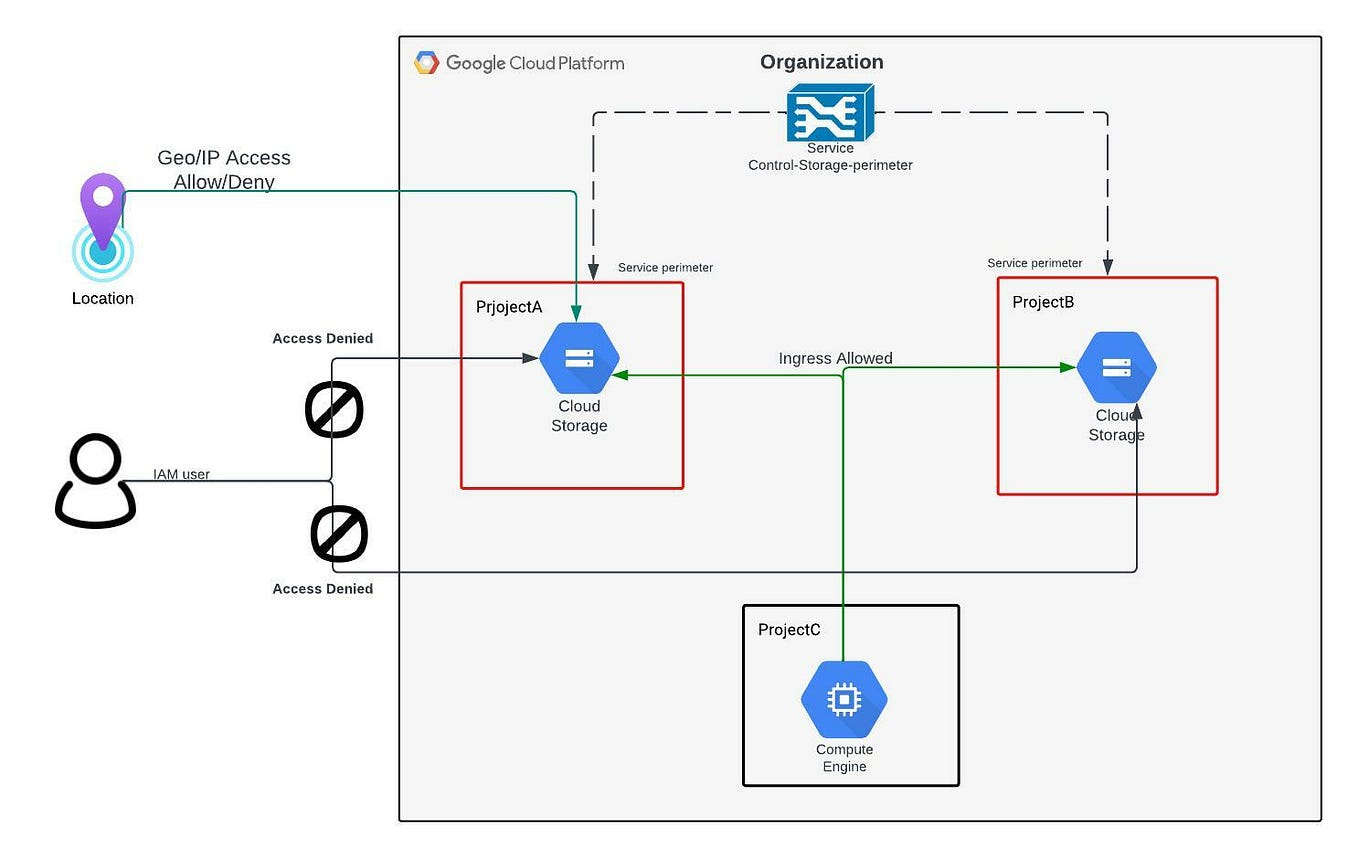 Google Cloud Platform
Organization
Service
Control-Storage-perimeter
Geo/IP Access
Allow/Deny
Location
Service perimeter
Service perimeter
PrjojectA
ProjectB
Access Denied
Ingress Allowed
Cloud
Storage
Cloud
Storage
IAM user
Access Denied
ProjectC
Compute
Engine